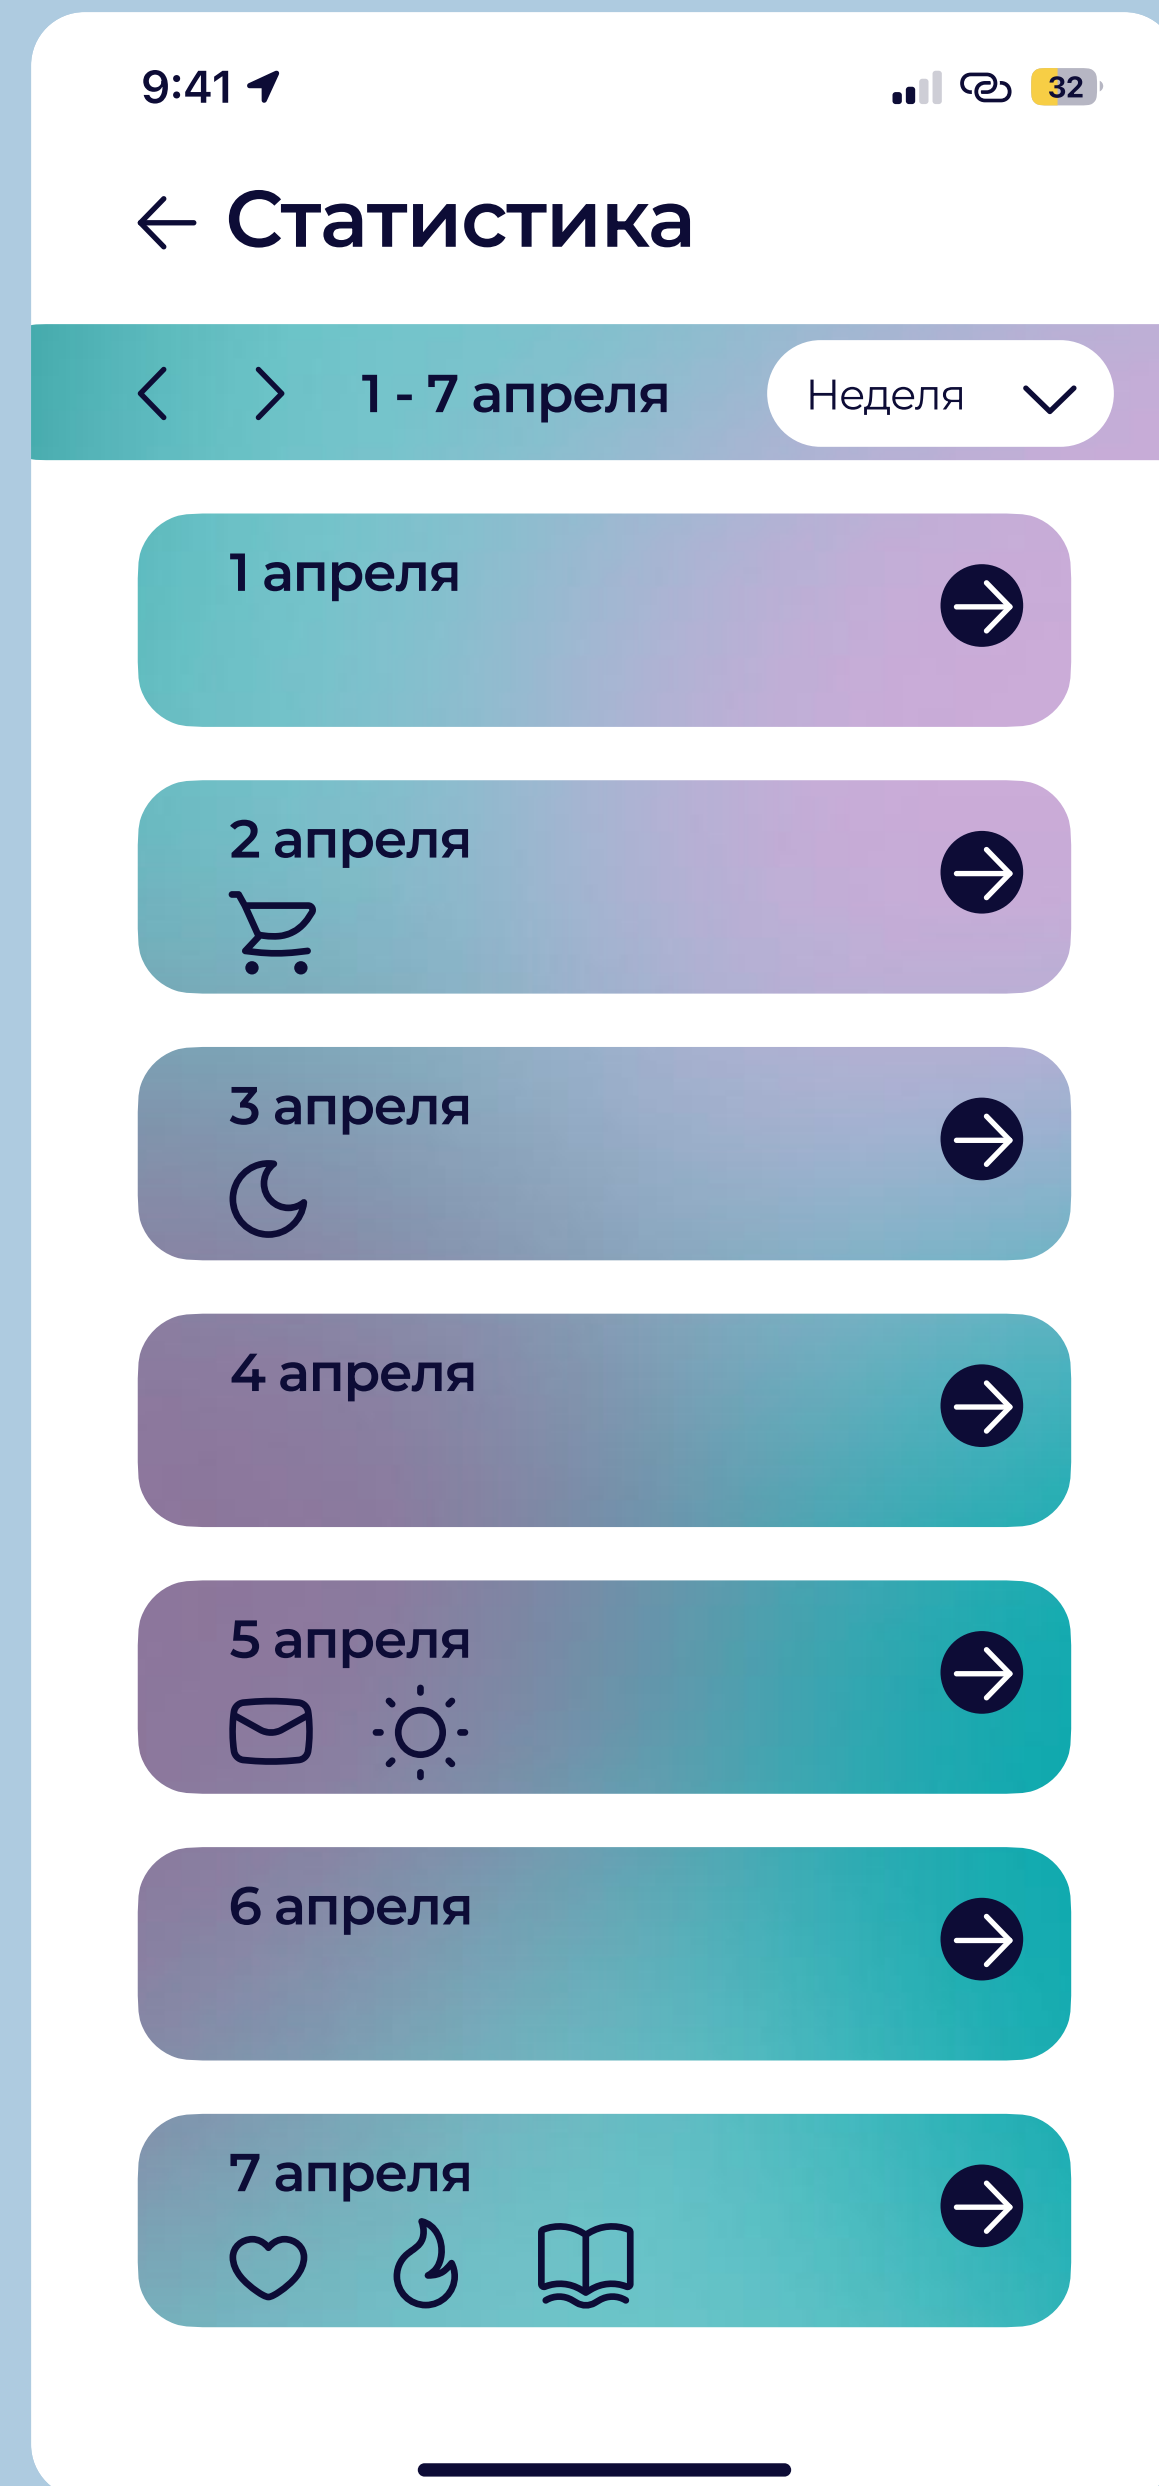 9:41
32
Статистика
1 - 7 апреля
Неделя
1 апреля
2 апреля
3 апреля
4 апреля
5 апреля
6 апреля
7 апреля